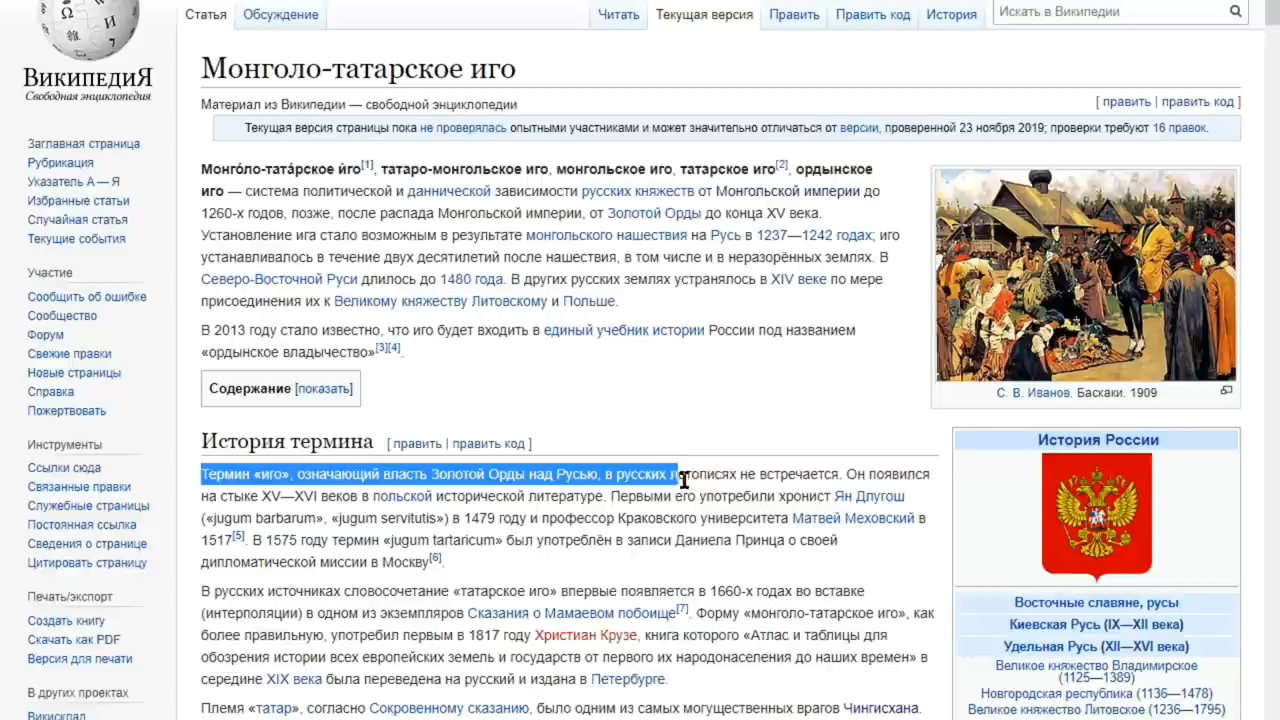 Статья
Обсуждение
Читать
Текущая версия
Править
Править код
История
Искать в Википедии
ВИКИПЕДИЯ
Свободная энциклопедия
Заглавная страница
Рубрикация
Указатель А — Я
Избранные статьи
Случайная статья
Текущие события
Участие
Сообщить об ошибке
Сообщество
Форум
Свежие правки
Новые страницы
Справка
Пожертвовать
Инструменты
Ссылки сюда
Связанные правки
Служебные страницы
Постоянная ссылка
Сведения о странице
Цитировать страницу
Печать/экспорт
Создать книгу
Скачать как PDF
Версия для печати
В других проектах
Викисклад
Монголо-татарское иго
Материал из Википедии — свободной энциклопедии
[ править | править код ]
Текущая версия страницы пока не проверялась опытными участниками и может значительно отличаться от версии, проверенной 23 ноября 2019; проверки требуют 16 правок.
Монго́ло-тата́рское и́го[1], татаро-монгольское иго, монгольское иго, татарское иго[2], ордынское
иго — система политической и даннической зависимости русских княжеств от Монгольской империи до
1260-х годов, позже, после распада Монгольской империи, от Золотой Орды до конца XV века.
Установление ига стало возможным в результате монгольского нашествия на Русь в 1237—1242 годах; иго
устанавливалось в течение двух десятилетий после нашествия, в том числе и в неразорённых землях. В
Северо-Восточной Руси длилось до 1480 года. В других русских землях устранялось в XIV веке по мере
присоединения их к Великому княжеству Литовскому и Польше.
В 2013 году стало известно, что иго будет входить в единый учебник истории России под названием
«ордынское владычество»[3][4].
Содержание [показать]
С. В. Иванов. Баскаки. 1909
История термина [ править | править код ]
Термин «иго», означающий власть Золотой Орды над Русью, в русских летописях не встречается. Он появился
на стыке XV—XVI веков в польской исторической литературе. Первыми его употребили хронист Ян Длугош
(«jugum barbarum», «jugum servitutis») в 1479 году и профессор Краковского университета Матвей Меховский в
1517[5]. В 1575 году термин «jugum tartaricum» был употреблён в записи Даниела Принца о своей
дипломатической миссии в Москву[6].
В русских источниках словосочетание «татарское иго» впервые появляется в 1660-х годах во вставке
(интерполяции) в одном из экземпляров Сказания о Мамаевом побоище[7]. Форму «монголо-татарское иго», как
более правильную, употребил первым в 1817 году Христиан Крузе, книга которого «Атлас и таблицы для
обозрения истории всех европейских земель и государств от первого их народонаселения до наших времен» в
середине XIX века была переведена на русский и издана в Петербурге.
Племя «татар», согласно Сокровенному сказанию, было одним из самых могущественных врагов Чингисхана.
История России
Восточные славяне, русы
Киевская Русь (IX—XII века)
Удельная Русь (XII—XVI века)
Великое княжество Владимирское
(1125—1389)
Новгородская республика (1136—1478)
Великое княжество Литовское (1236—1795)